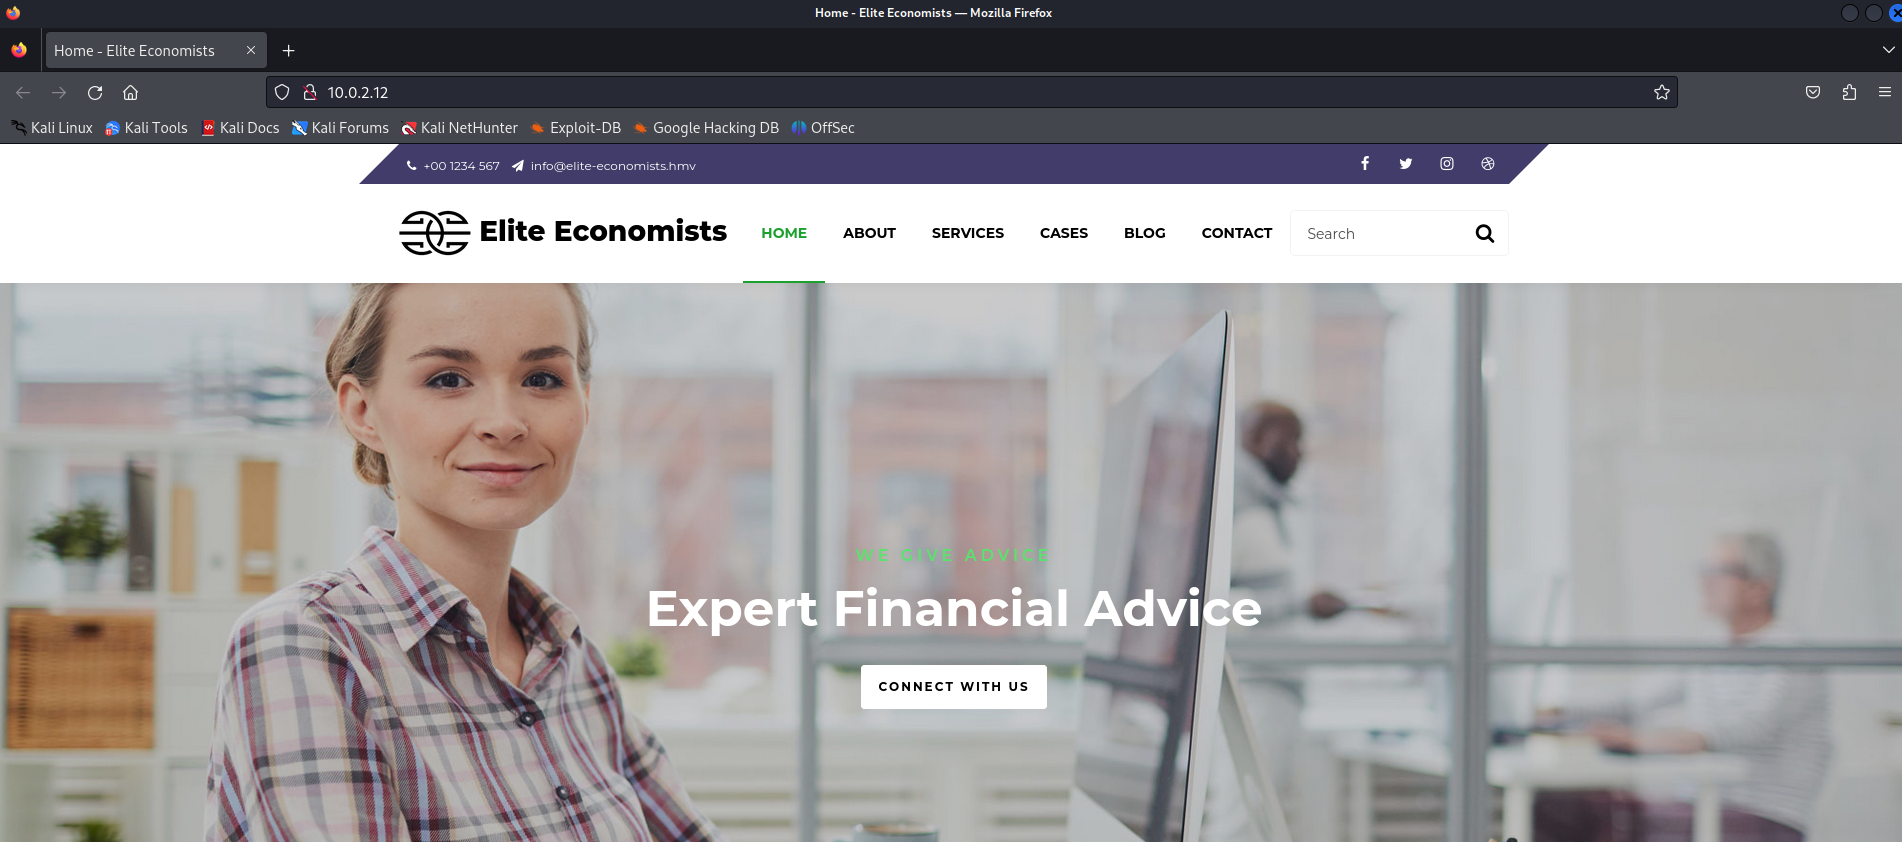 Home - Elite Economists — Mozilla Firefox
Home - Elite Economists
10.0.2.12
Kali Linux Kali Tools Kali Docs Kali Forums Kali NetHunter Exploit-DB Google Hacking DB OffSec
+00 1234 567 info@elite-economists.hmv
Elite Economists HOME ABOUT SERVICES CASES BLOG CONTACT Search
WE GIVE ADVICE
Expert Financial Advice
CONNECT WITH US